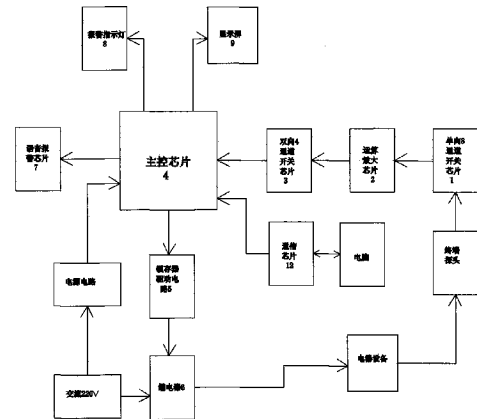 报警指示灯
8
显示屏
9
语音报
警芯片
7
主控芯片
4
双向4
通道
开关
芯片
3
运算
放大
芯片
2
单向8
通道
开关
芯片
1
电源电路
锁存器
驱动电
路5
通信
芯片
12
电脑
终端
探头
交流220V
继电器6
电器设备